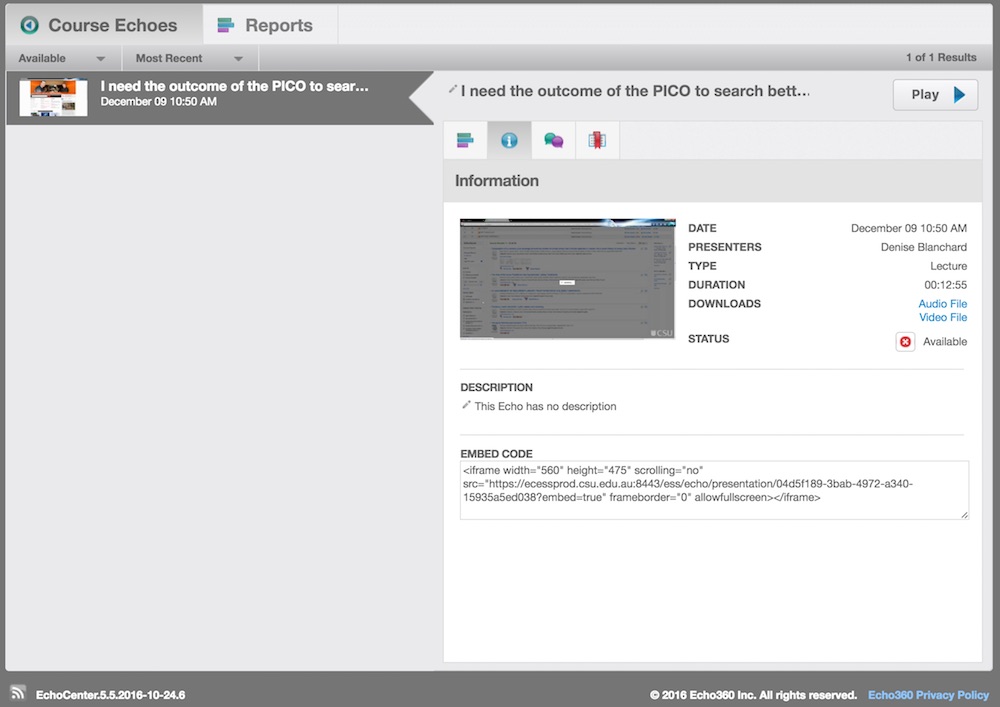 Course Echoes
Reports
Available
Most Recent
1 of 1 Results
I need the outcome of the PICO to sear...
December 09 10:50 AM
I need the outcome of the PICO to search bett...
Play
Information
DATE
December 09 10:50 AM
PRESENTERS
Denise Blanchard
TYPE
Lecture
DURATION
00:12:55
DOWNLOADS
Audio File
Video File
STATUS
Available
CSU
DESCRIPTION
This Echo has no description
EMBED CODE
<iframe width="560" height="475" scrolling="no"
src="https://ecessprod.csu.edu.au:8443/ess/echo/presentation/04d5f189-3bab-4972-a340-
15935a5ed038?embed=true" frameborder="0" allowfullscreen></iframe>
EchoCenter.5.5.2016-10-24.6
© 2016 Echo360 Inc. All rights reserved.
Echo360 Privacy Policy